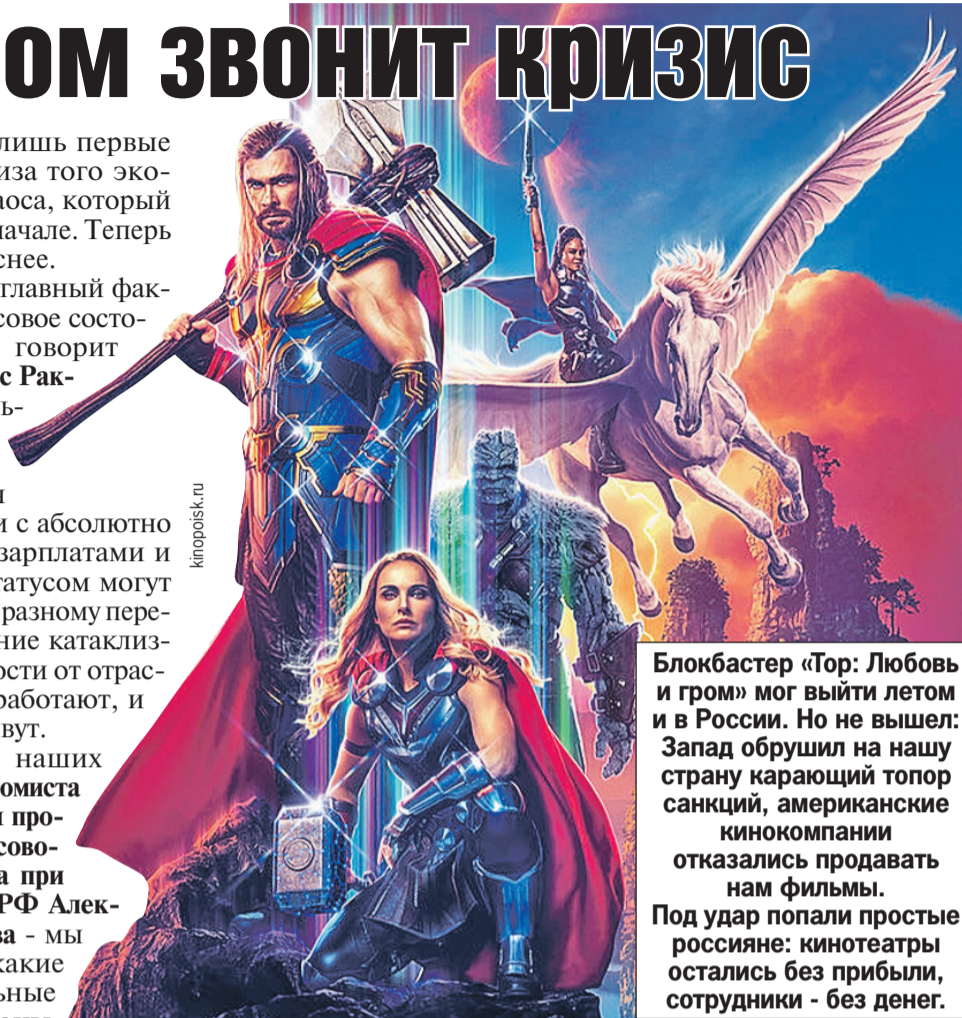 ом звонит кризис
лишь первые
иза того эко-
аоса, который
начале. Теперь
снее.
главный фак-
совое состо-
говорит
с Рак-
ь-
я
и с абсолютно
зарплатами и
татусом могут
разному пере-
ние катаклиз-
ости от отрас-
работают, и
вут.
наших
омиста
и про-
сово-
а при
РФ Алек-
ва - мы
какие
ьные
kinopoisk.ru
Блокбастер «Тор: Любовь
и гром» мог выйти летом
и в России. Но не вышел:
Запад обрушил на нашу
страну карающий топор
санкций, американские
кинокомпании
отказались продавать
нам фильмы.
Под удар попали простые
россияне: кинотеатры
остались без прибыли,
сотрудники - без денег.